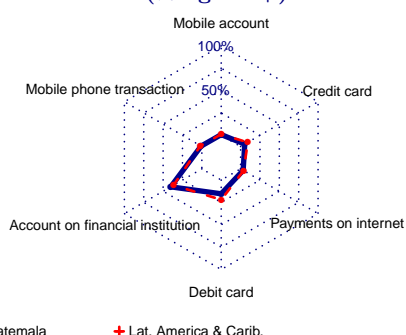 Mobile account
100%
Mobile phone transaction
50%
Credit card
Account on financial institution
Payments on internet
Debit card
Lat. America & Carib.